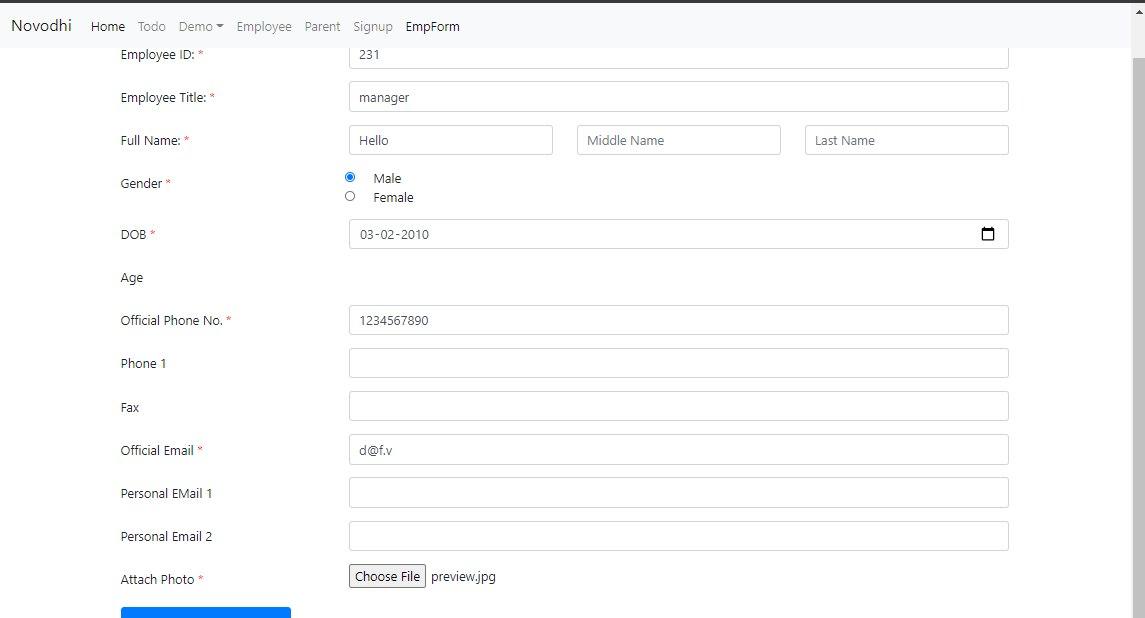 Novodhi Home Todo Demo Employee Parent Signup EmpForm
Employee ID: * 231
Employee Title: * manager
Full Name: * Hello Middle Name Last Name
Gender * Male
Female
DOB * 03-02-2010
Age
Official Phone No. * 1234567890
Phone 1
Fax
Official Email * d@f.v
Personal EMail 1
Personal Email 2
Attach Photo * Choose File preview.jpg